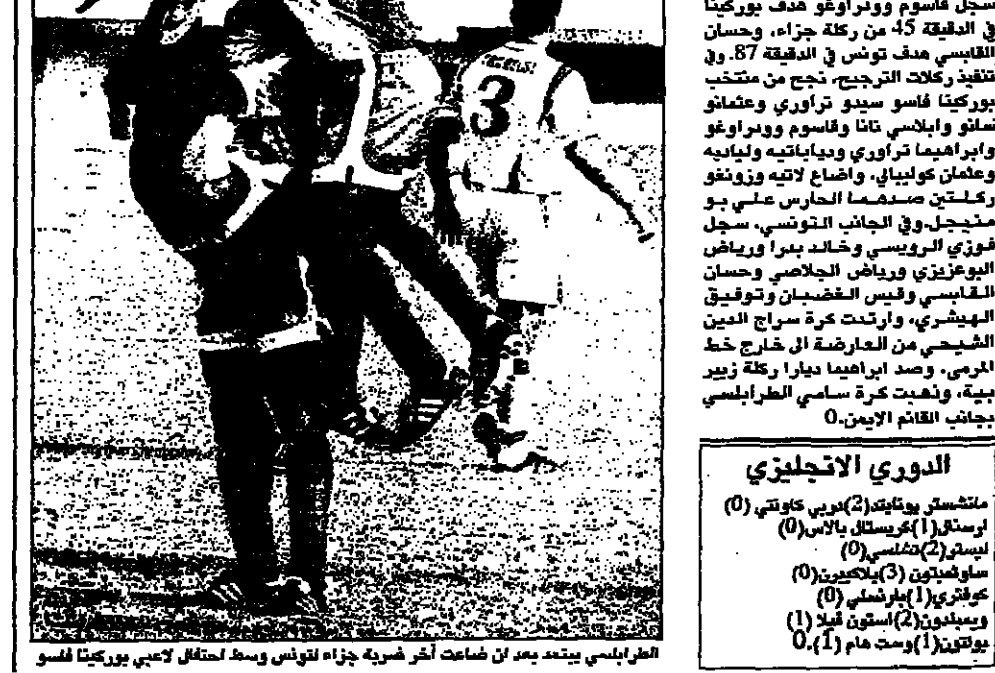 سجل قاسوم وودراوغو هدف بوركينا
في الدقيقة 45 من ركلة جزاء، وحسان
القابسي هدف تونس في الدقيقة 87. وفي
تنفيذ ركلات الترجيح، نجح من منتخب
بوركينا فاسو سيدو تراوري وعثمانو
سانو وابلاسي تانا وقاسوم وودراوغو
وابراهيما تراوري ودياباتيه ولياديه
وعثمان كوليبالي، واضاع لاتيه وزونغو
ركلتين صدهما الحارس علي بو
منيجل.وفي الجانب التونسي، سجل
فوزي الرويسي وخالد بدرا ورياض
البوعزيزي ورياض الجلاصي وحسان
القابسي وقيس الغضبان وتوفيق
الهيشري، وارتدت كرة سراج الدين
الشيحي من العارضة الى خارج خط
المرمى، وصد ابراهيما ديارا ركلة زبير
بية، وذهبت كرة سامي الطرابلسي
بجانب القائم الايمن.0
الدوري الانجليزي
مانشستر يونايتد(2)ديربي كاونتي (0)
ارسنال(1)كريستال بالاس(0)
ليستر(2)تشلسي(0)
ساوثمبتون (3)بلاكبيرن(0)
كوفنتري(1)بارنسلي (0)
ويمبلدون(2)استون فيلا (1)
بولتون(1)وست هام (1).0
3
الطرابلسي يبتعد بعد ان ضاعت آخر ضربة جزاء لتونس وسط احتفال لاعبي بوركينا فاسو